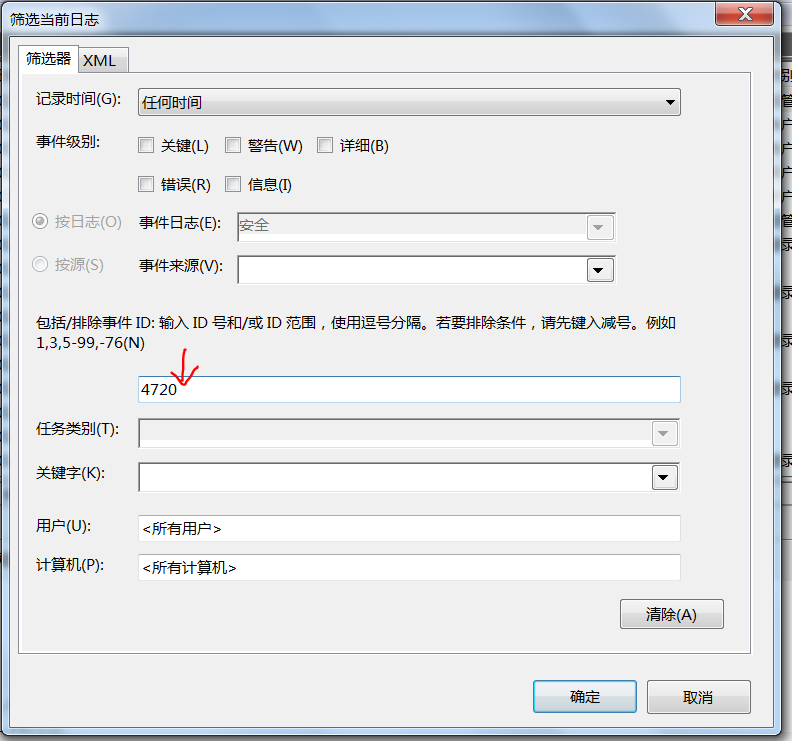 筛选当前日志
筛选器 XML
记录时间(G): 任何时间
事件级别: 关键(L) 警告(W) 详细(B)
错误(R) 信息(I)
按日志(O) 事件日志(E): 安全
按源(S) 事件来源(V):
包括/排除事件 ID: 输入 ID 号和/或 ID 范围，使用逗号分隔。若要排除条件，请先键入减号。例如
1,3,5-99,-76(N)
4720
任务类别(T):
关键字(K):
用户(U): <所有用户>
计算机(P): <所有计算机>
清除(A)
确定 取消